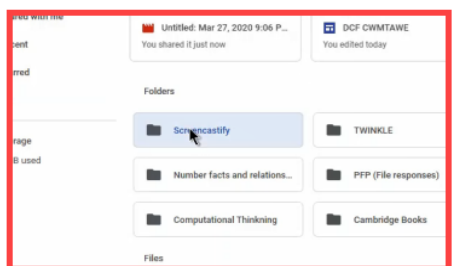 ared with me
Untitled: Mar 27, 2020 9:06 P...
DCF CWMTAWE
You shared it just now
You edited today
cent
rred
Folders
Screencastify
TWINKLE
rage
B used
Number facts and relations...
PFP (File responses)
Computational Thinkning
Cambridge Books
Files